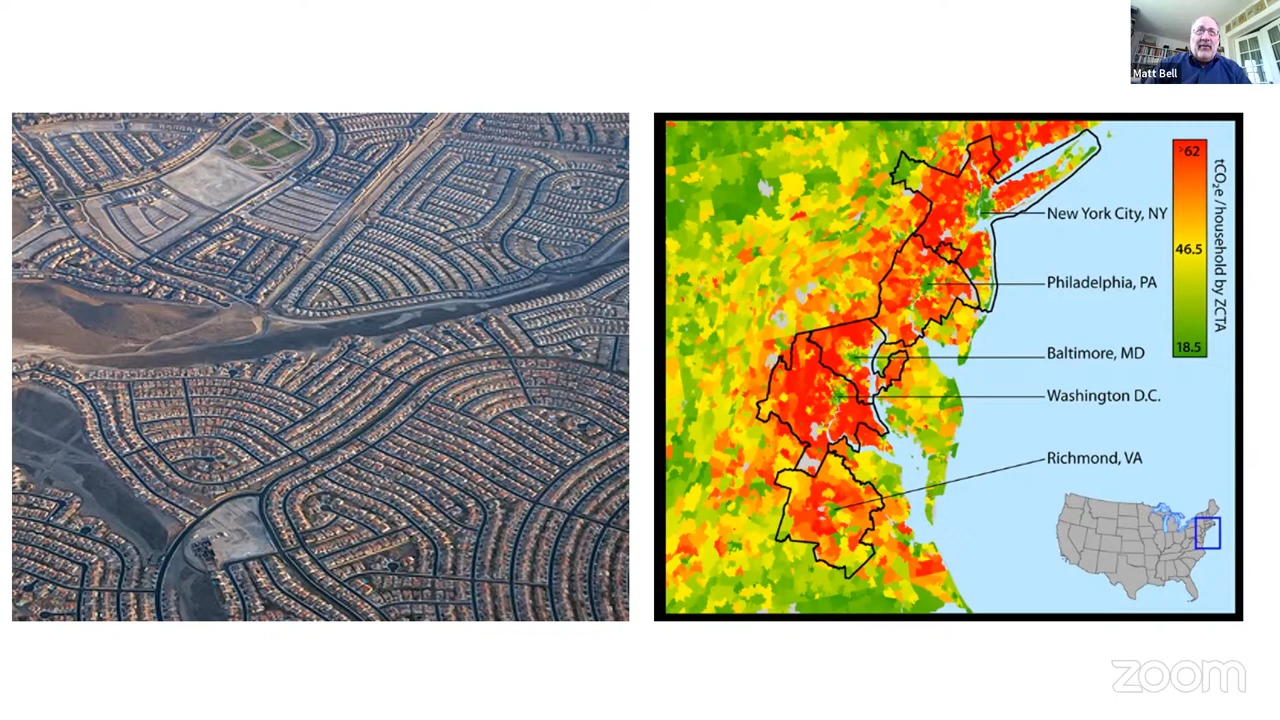 Matt Bell
>62
46.5
18.5
tCO₂e /household by ZCTA
New York City, NY
Philadelphia, PA
Baltimore, MD
Washington D.C.
Richmond, VA
zoom